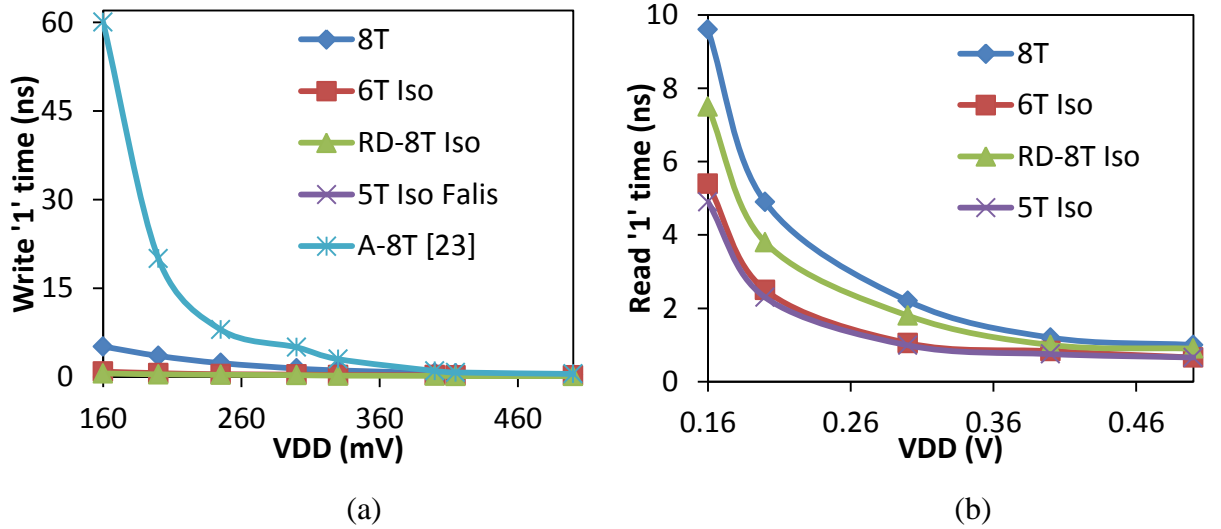 Write '1' time (ns)
60
45
30
15
0
8T
6T Iso
RD-8T Iso
5T Iso Falis
A-8T [23]
160
260
360
460
VDD (mV)
(a)
Read '1' time (ns)
10
8
6
4
2
0
8T
6T Iso
RD-8T Iso
5T Iso
0.16
0.26
0.36
0.46
VDD (V)
(b)